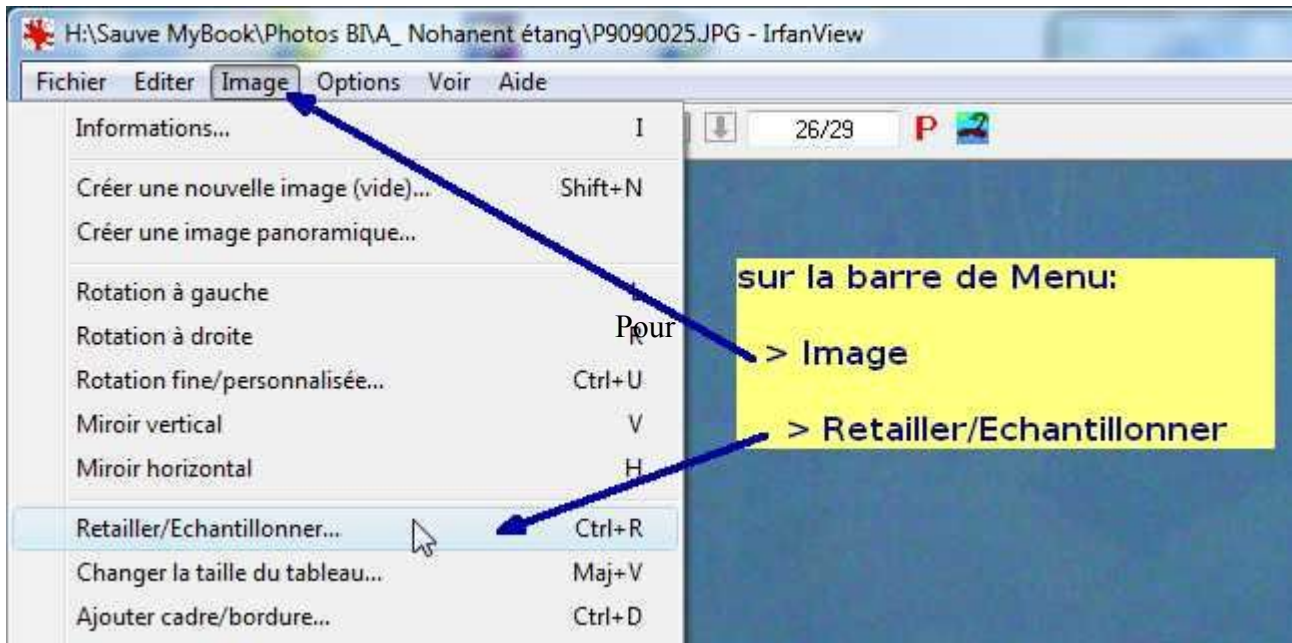 H:\Sauve MyBook\Photos BI\A_ Nohanent étang\P9090025.JPG - IrfanView
Fichier Editer Image Options Voir Aide
26/29 P
Informations... I
Créer une nouvelle image (vide)... Shift+N
Créer une image panoramique...
Rotation à gauche L
Rotation à droite R
Rotation fine/personnalisée... Ctrl+U
Miroir vertical V
Miroir horizontal H
Retailler/Echantillonner... Ctrl+R
Changer la taille du tableau... Maj+V
Ajouter cadre/bordure... Ctrl+D
Pour
sur la barre de Menu:
> Image
> Retailler/Echantillonner